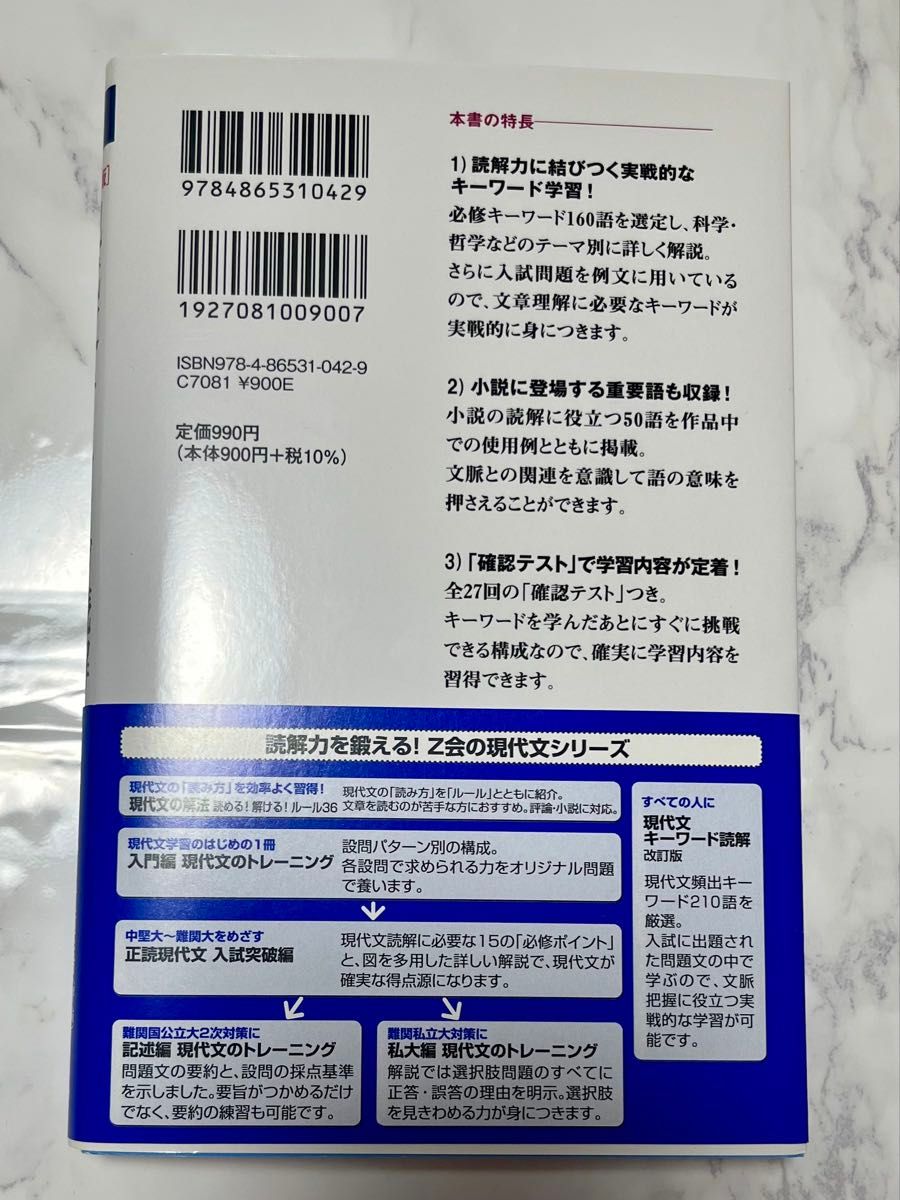 9784865310429
1927081009007
ISBN978-4-86531-042-9
C7081 ¥900E
定価990円
(本体900円+税10%)
本書の特長
1) 読解力に結びつく実戦的な
キーワード学習!
必修キーワード160語を選定し、科学・
哲学などのテーマ別に詳しく解説。
さらに入試問題を例文に用いている
ので、文章理解に必要なキーワードが
実戦的に身につきます。
2) 小説に登場する重要語も収録!
小説の読解に役立つ50語を作品中
での使用例とともに掲載。
文脈との関連を意識して語の意味を
押さえることができます。
3)「確認テスト」で学習内容が定着!
全27回の「確認テスト」つき。
キーワードを学んだあとにすぐに挑戦
できる構成なので、確実に学習内容を
習得できます。
読解力を鍛える! Z会の現代文シリーズ
現代文の「読み方」を効率よく習得!
現代文の解法 読める!解ける!ルール36
現代文の「読み方」を「ルール」とともに紹介。
文章を読むのが苦手な方におすすめ。評論・小説に対応。
現代文学習のはじめの1冊
入門編 現代文のトレーニング
設問パターン別の構成。
各設問で求められる力をオリジナル問題
で養います。
中堅大〜難関大をめざす
正読現代文 入試突破編
現代文読解に必要な15の「必修ポイント」
と、図を多用した詳しい解説で、現代文が
確実な得点源になります。
難関国公立大2次対策に
記述編 現代文のトレーニング
問題文の要約と、設問の採点基準
を示しました。要旨がつかめるだけ
でなく、要約の練習も可能です。
難関私立大対策に
私大編 現代文のトレーニング
解説では選択肢問題のすべてに
正答・誤答の理由を明示。選択肢
を見きわめる力が身につきます。
すべての人に
現代文
キーワード読解
改訂版
現代文頻出キー
ワード210語を
厳選。
入試に出題され
た問題文の中で
学ぶので、文脈
把握に役立つ実
戦的な学習が可
能です。